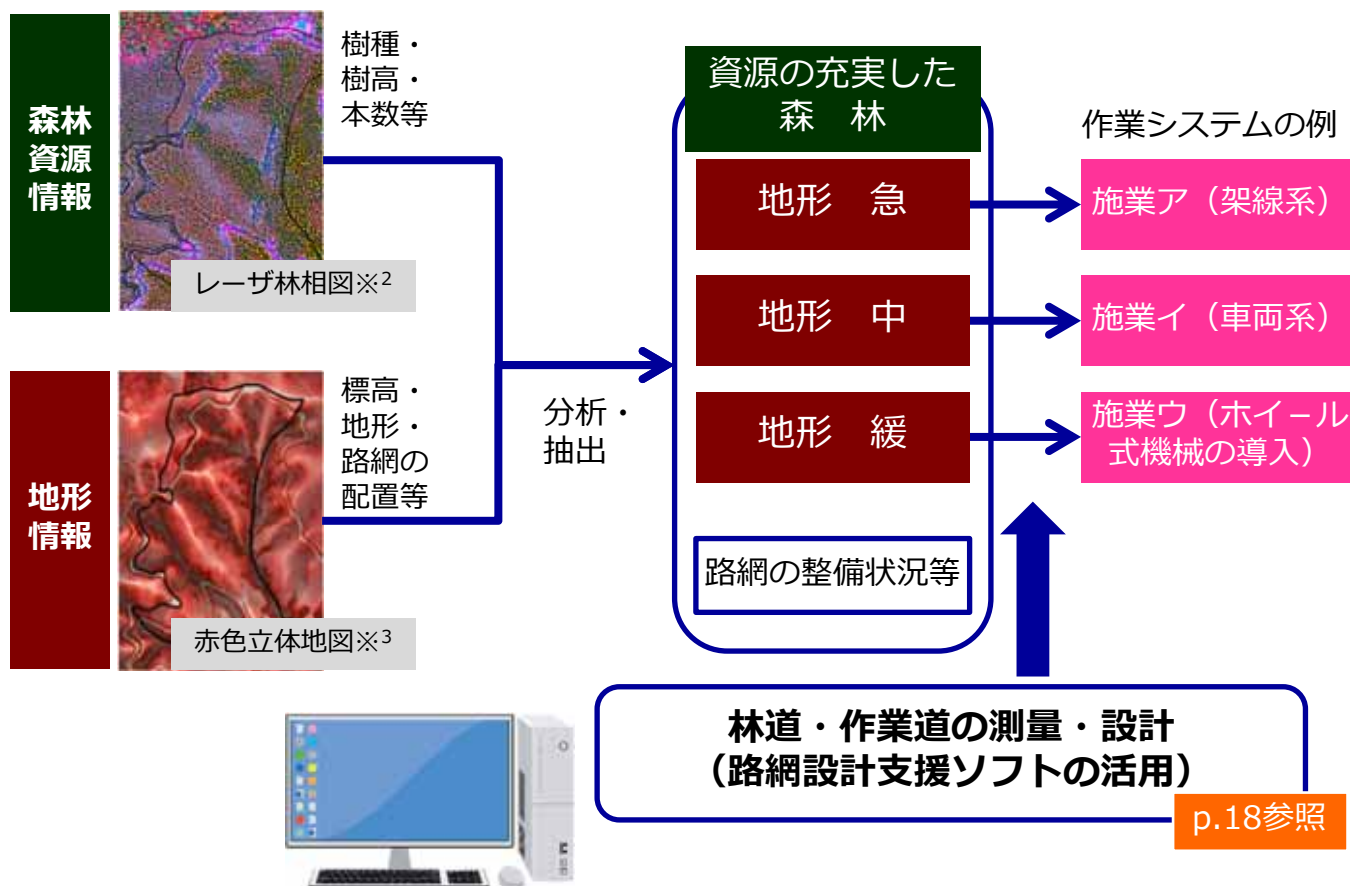 森林
資源
情報
樹種・
樹高・
本数等
レーザ林相図※2
地形
情報
標高・
地形・
路網の
配置等
赤色立体地図※3
分析・
抽出
資源の充実した
森　林
地形　急
地形　中
地形　緩
路網の整備状況等
作業システムの例
施業ア（架線系）
施業イ（車両系）
施業ウ（ホイール
式機械の導入）
林道・作業道の測量・設計
（路網設計支援ソフトの活用）
p.18参照